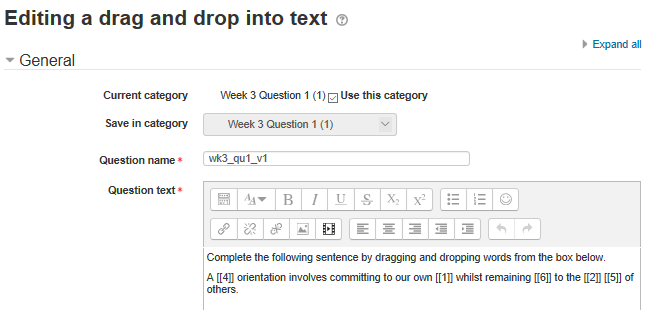 Editing a drag and drop into text
Expand all
General
Current category Week 3 Question 1 (1) Use this category
Save in category Week 3 Question 1 (1)
Question name * wk3_qu1_v1
Question text *
B I U S X2 X2
Complete the following sentence by dragging and dropping words from the box below.
A [[4]] orientation involves committing to our own [[1]] whilst remaining [[6]] to the [[2]] [[5]] of
others.